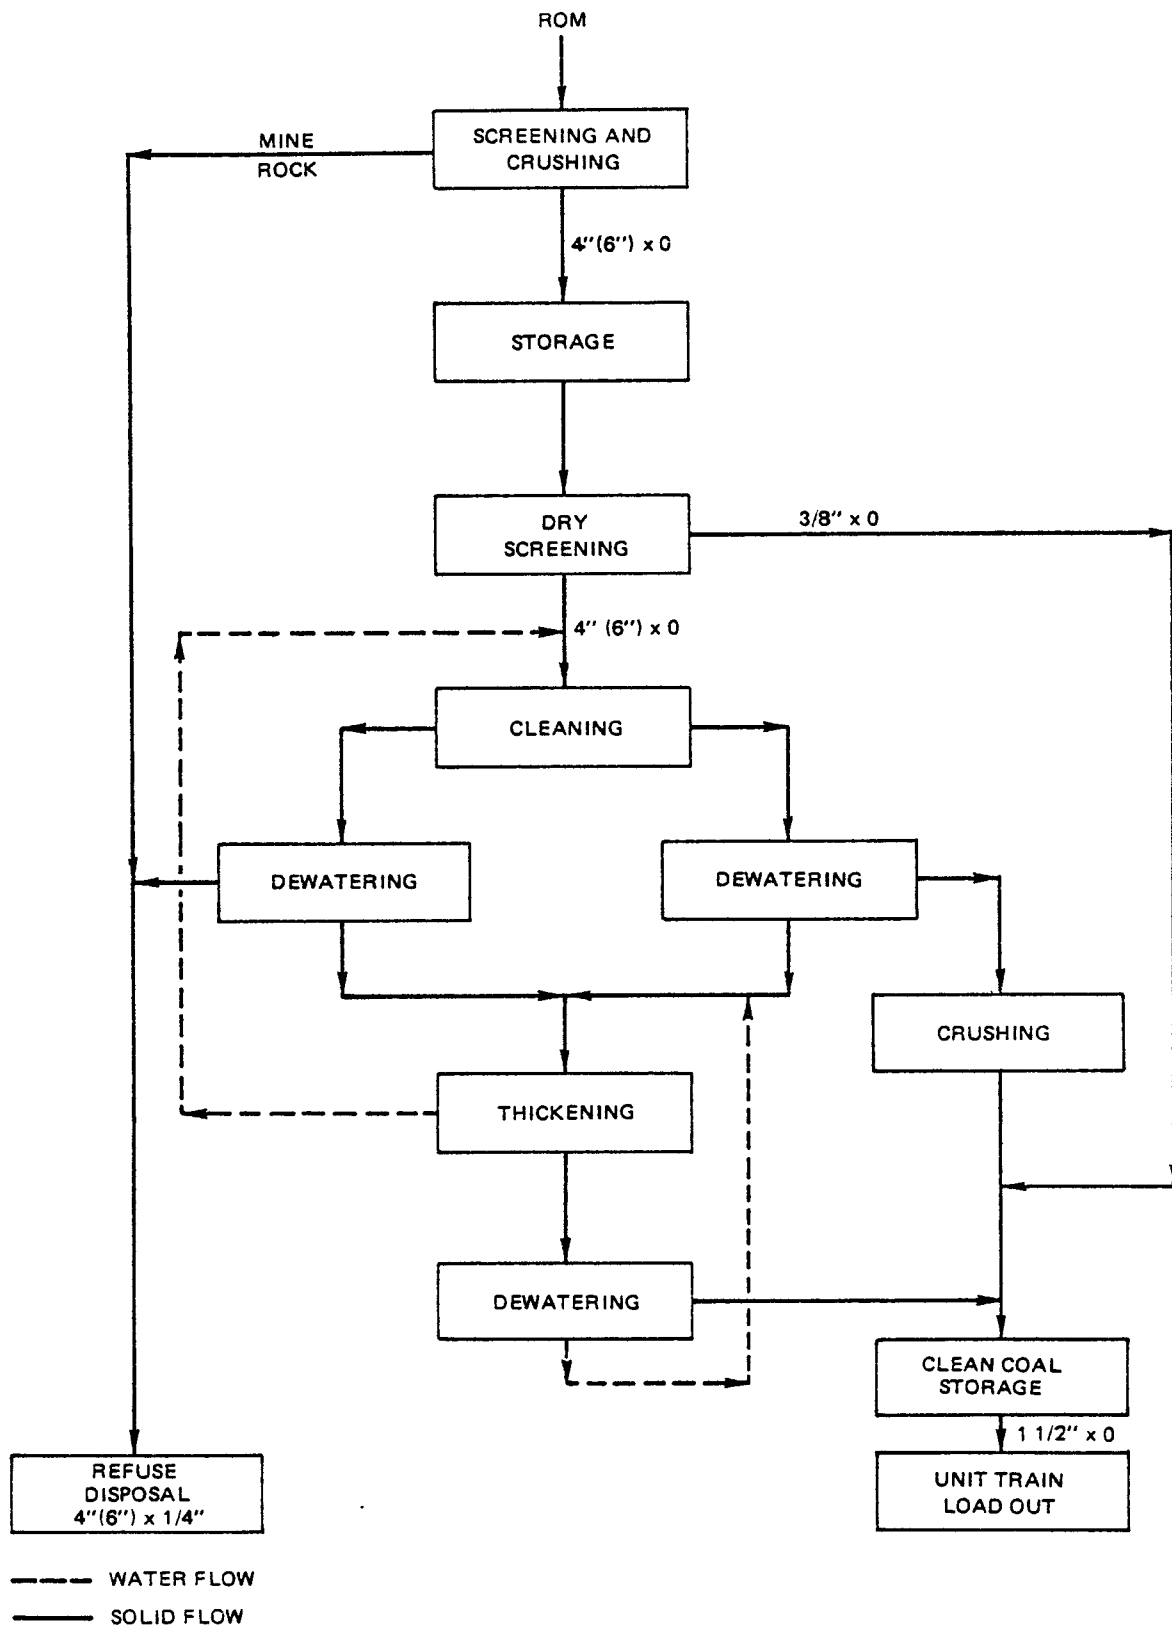 ROM
SCREENING AND
CRUSHING
MINE
ROCK
4"(6") x 0
STORAGE
DRY
SCREENING
3/8" x 0
4" (6") x 0
CLEANING
DEWATERING
DEWATERING
CRUSHING
THICKENING
DEWATERING
CLEAN COAL
STORAGE
1 1/2" x 0
UNIT TRAIN
LOAD OUT
REFUSE
DISPOSAL
4"(6") x 1/4"
WATER FLOW
SOLID FLOW